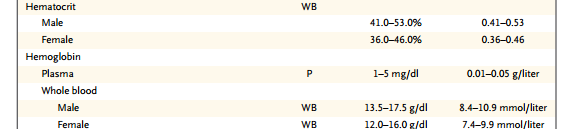 Hematocrit WB
Male 41.0–53.0% 0.41–0.53
Female 36.0–46.0% 0.36–0.46
Hemoglobin
Plasma P 1–5 mg/dl 0.01–0.05 g/liter
Whole blood
Male WB 13.5–17.5 g/dl 8.4–10.9 mmol/liter
Female WB 12.0–16.0 g/dl 7.4–9.9 mmol/liter